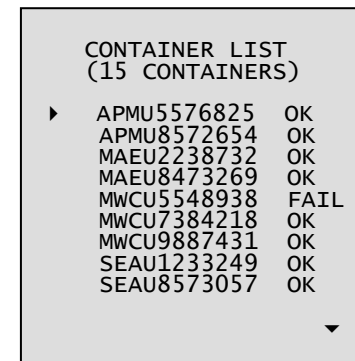 CONTAINER LIST
(15 CONTAINERS)
APMU5576825 OK
APMU8572654 OK
MAEU2238732 OK
MAEU8473269 OK
MWCU5548938 FAIL
MWCU7384218 OK
MWCU9887431 OK
SEAU1233249 OK
SEAU8573057 OK